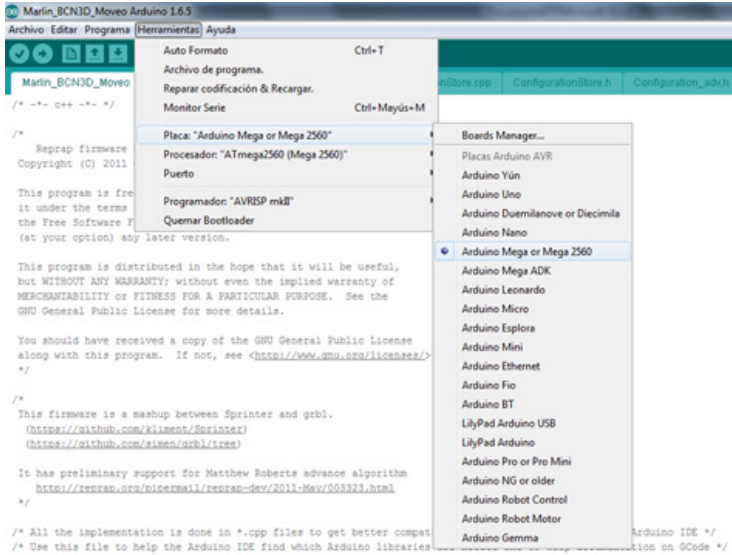 Marlin_BCN3D_Moveo Arduino 1.6.5
Archivo Editar Programa Herramientas Ayuda
Marlin_BCN3D_Moveo
nStore.cpp
ConfigurationStore.h
Configuration_adv.h
Auto Formato Ctrl+T
Archivo de programa.
Reparar codificación & Recargar.
Monitor Serie Ctrl+Mayús+M
Placa: "Arduino Mega or Mega 2560"
Procesador: "ATmega2560 (Mega 2560)"
Puerto
Programador: "AVRISP mkII"
Quemar Bootloader
Boards Manager...
Placas Arduino AVR
Arduino Yún
Arduino Uno
Arduino Duemilanove or Diecimila
Arduino Nano
Arduino Mega or Mega 2560
Arduino Mega ADK
Arduino Leonardo
Arduino Micro
Arduino Esplora
Arduino Mini
Arduino Ethernet
Arduino Fio
Arduino BT
LilyPad Arduino USB
LilyPad Arduino
Arduino Pro or Pro Mini
Arduino NG or older
Arduino Robot Control
Arduino Robot Motor
Arduino Gemma
/* -*- c++ -*- */
/*
Reprap firmware
Copyright (C) 2011
This program is fre
it under the terms
the Free Software F
(at your option) any later version.
This program is distributed in the hope that it will be useful,
but WITHOUT ANY WARRANTY; without even the implied warranty of
MERCHANTABILITY or FITNESS FOR A PARTICULAR PURPOSE. See the
GNU General Public License for more details.
You should have received a copy of the GNU General Public License
along with this program. If not, see <http://www.gnu.org/licenses/>
*/
/*
This firmware is a mashup between Sprinter and grbl.
(https://github.com/kliment/Sprinter)
(https://github.com/simen/grbl/tree)
It has preliminary support for Matthew Roberts advance algorithm
http://reprap.org/pipermail/reprap-dev/2011-May/003323.html
*/
/* All the implementation is done in *.cpp files to get better compat Arduino IDE */
/* Use this file to help the Arduino IDE find which Arduino libraries tion on GCode */